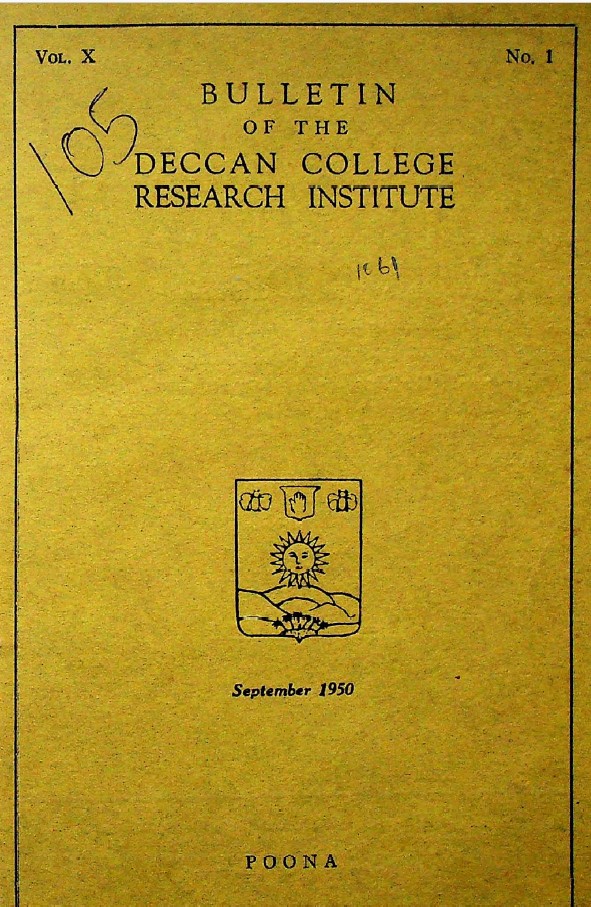 VOL. X
No. 1
BULLETIN
OF THE
DECCAN COLLEGE
RESEARCH INSTITUTE
105
September 1950
POONA